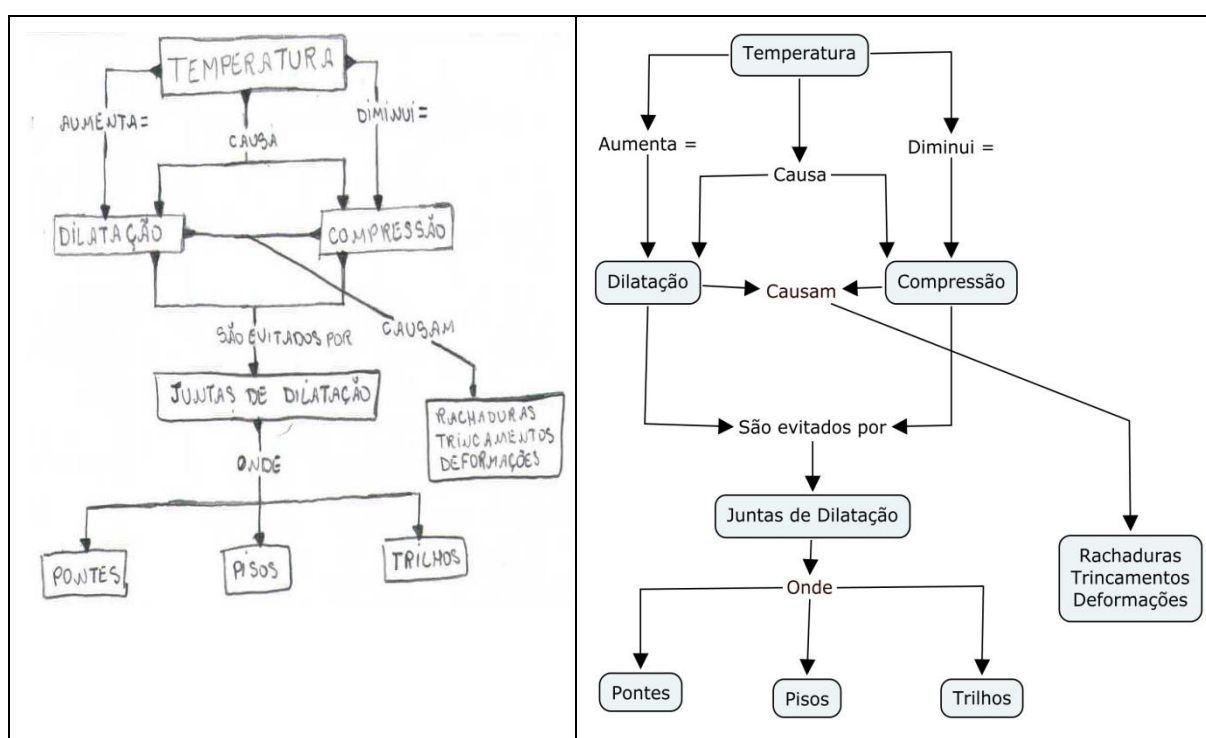 TEMPERATURA
AUMENTA =
DIMINUI =
CAUSA
DILATAÇÃO
COMPRESSÃO
SÃO EVITADOS POR
CAUSAM
JUNTAS DE DILATAÇÃO
RACHADURAS
TRINCAMENTOS
DEFORMAÇÕES
ONDE
PONTES
PISOS
TRILHOS
Temperatura
Aumenta =
Diminui =
Causa
Dilatação
Causam
Compressão
São evitados por
Juntas de Dilatação
Rachaduras
Trincamentos
Deformações
Onde
Pontes
Pisos
Trilhos